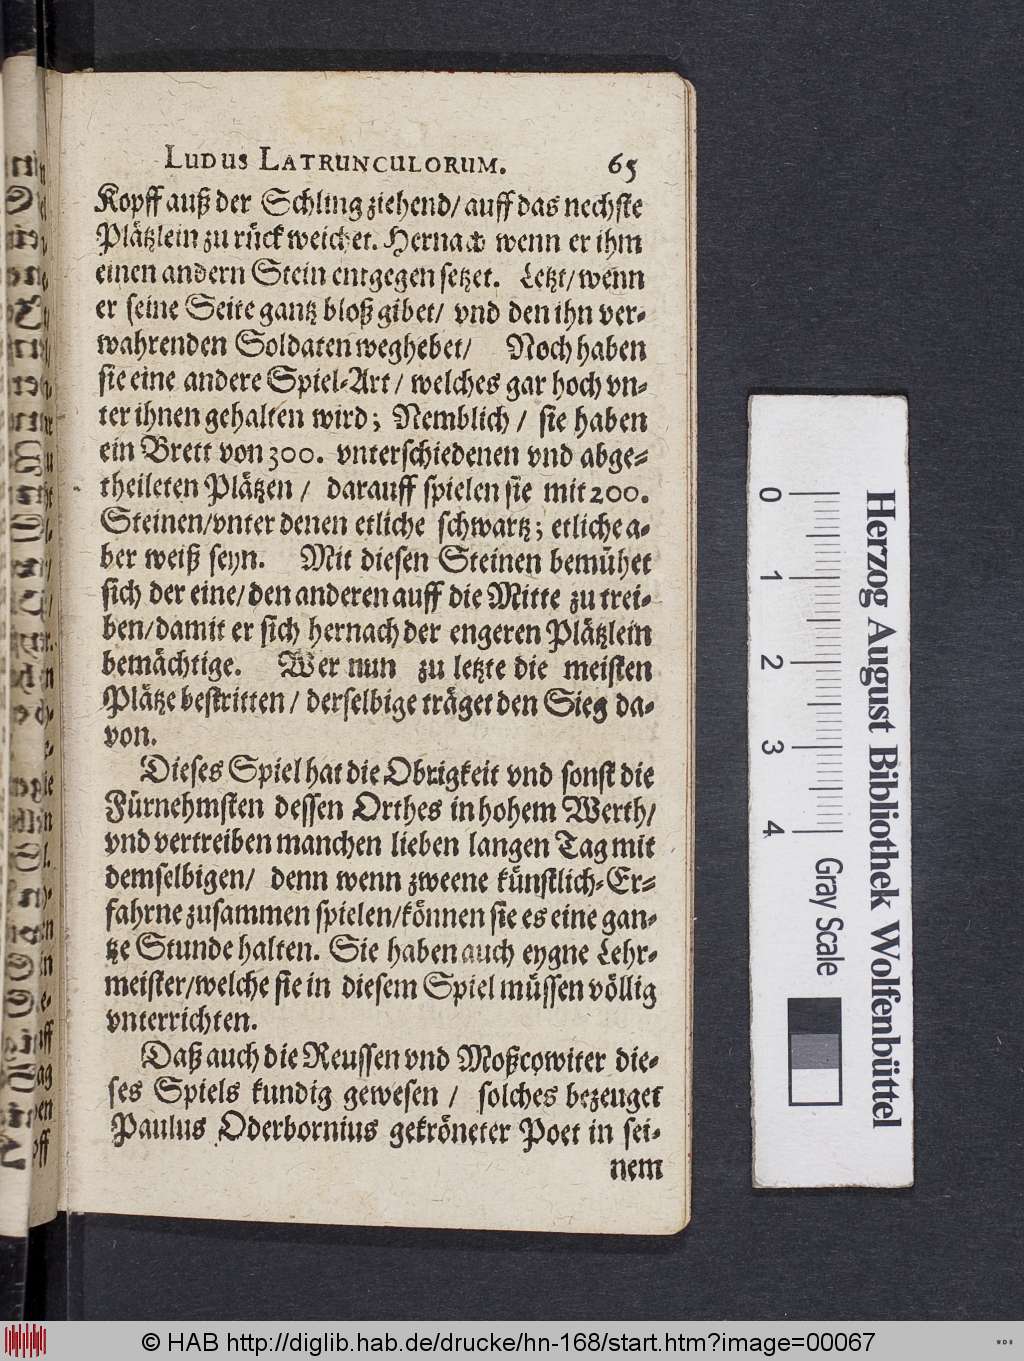 LUDUS LATRUNCULORUM. 65
Kopff auß der Schling ziehend/ auff das nechste
Plätzlein zu rück weichet. Hernach wenn er ihm
einen andern Stein entgegen setzet. Letzt/ wenn
er seine Seite gantz bloß gibet/ vnd den ihn ver-
wahrenden Soldaten weghebet/ Noch haben
sie eine andere Spiel-Art/ welches gar hoch vn-
ter ihnen gehalten wird; Nemblich/ sie haben
ein Brett von 300. vnterschiedenen vnd abge-
theileten Plätzen/ darauff spielen sie mit 200.
Steinen/vnter denen etliche schwartz; etliche a-
ber weiß seyn. Mit diesen Steinen bemühet
sich der eine/ den anderen auff die Mitte zu trei-
ben/damit er sich hernach der engeren Plätzlein
bemächtige. Wer nun zu letzte die meisten
Plätze bestritten/ derselbige träget den Sieg da-
von.
Dieses Spiel hat die Obrigkeit vnd sonst die
Fürnehmsten dessen Orthes in hohem Werth/
vnd vertreiben manchen lieben langen Tag mit
demselbigen/ denn wenn zweene künstlich-Er-
fahrne zusammen spielen/können sie es eine gan-
tze Stunde halten. Sie haben auch eygne Lehr-
meister/welche sie in diesem Spiel müssen völlig
vnterrichten.
Daß auch die Reussen vnd Moßcowiter die-
ses Spiels kundig gewesen/ solches bezeuget
Paulus Oderbornius gekröneter Poet in sei-
nem
0 1 2 3 4
Gray Scale
Herzog August Bibliothek Wolfenbüttel
© HAB http://diglib.hab.de/drucke/hn-168/start.htm?image=00067